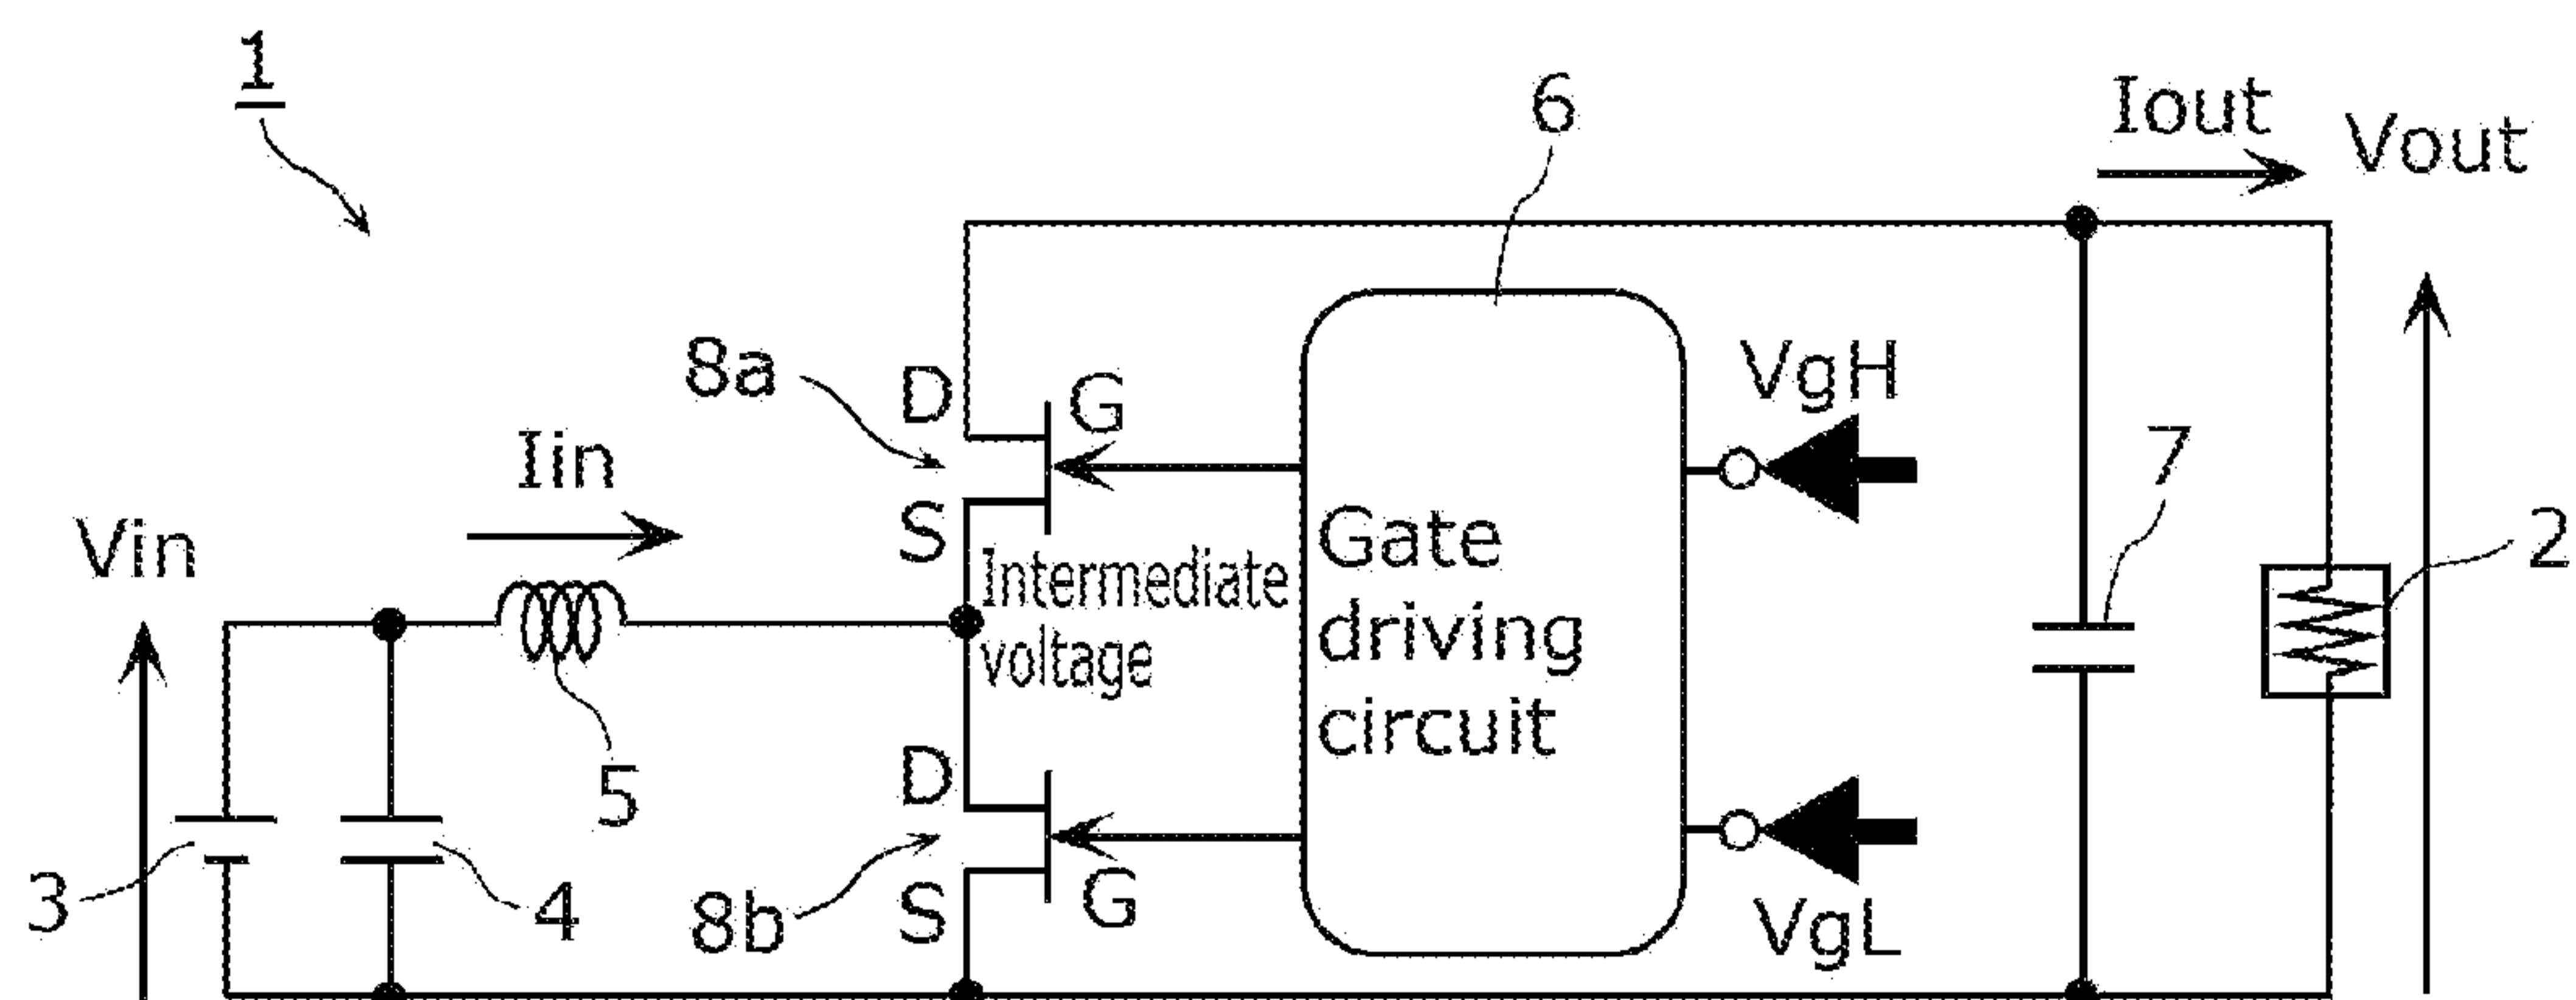 1
6
Iout
Vout
8a
D
G
VgH
Iin
7
Vin
S
Intermediate
voltage
Gate
driving
circuit
2
5
D
3
4
8b
S
G
VgL